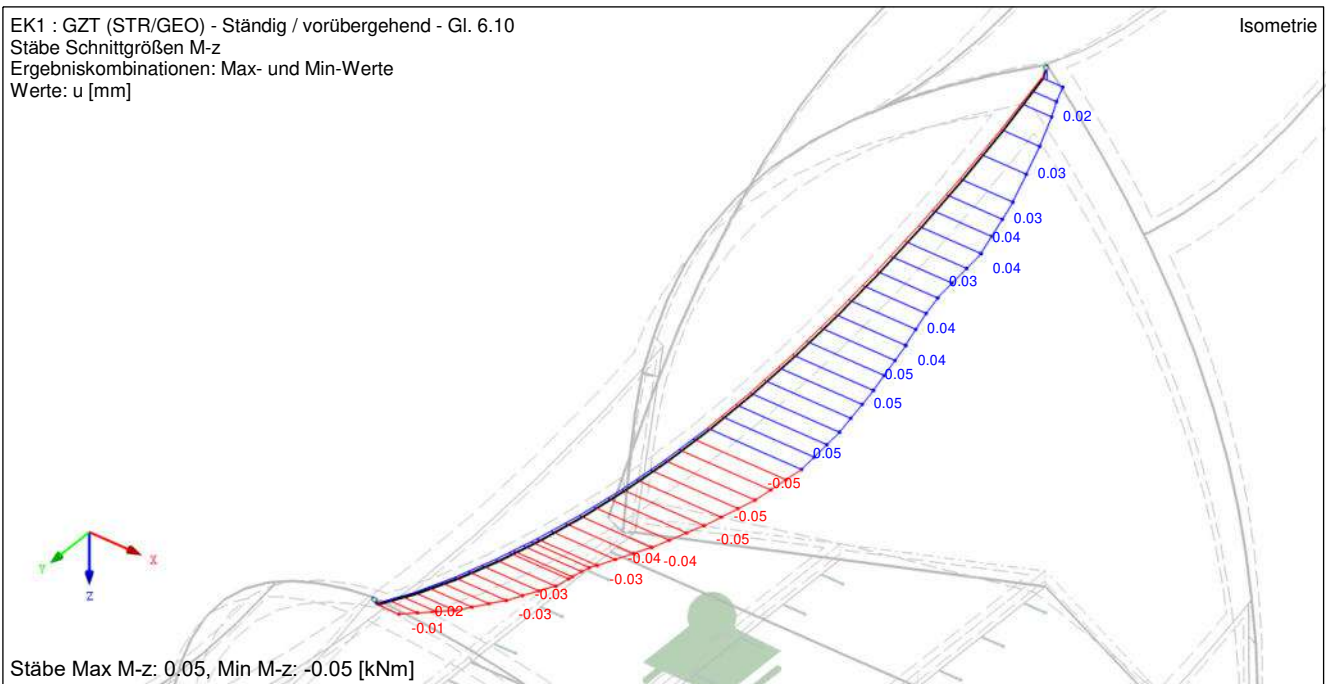 EK1 : GZT (STR/GEO) - Ständig / vorübergehend - Gl. 6.10
Isometrie
Stäbe Schnittgrößen M-z
Ergebniskombinationen: Max- und Min-Werte
Werte: u [mm]
0.02
0.03
0.03
0.04
0.04
0.03
0.04
0.04
0.05
0.05
0.05
-0.05
-0.05
-0.05
-0.04
-0.04
-0.03
-0.03
-0.03
-0.02
-0.01
X
Y
Z
Stäbe Max M-z: 0.05, Min M-z: -0.05 [kNm]